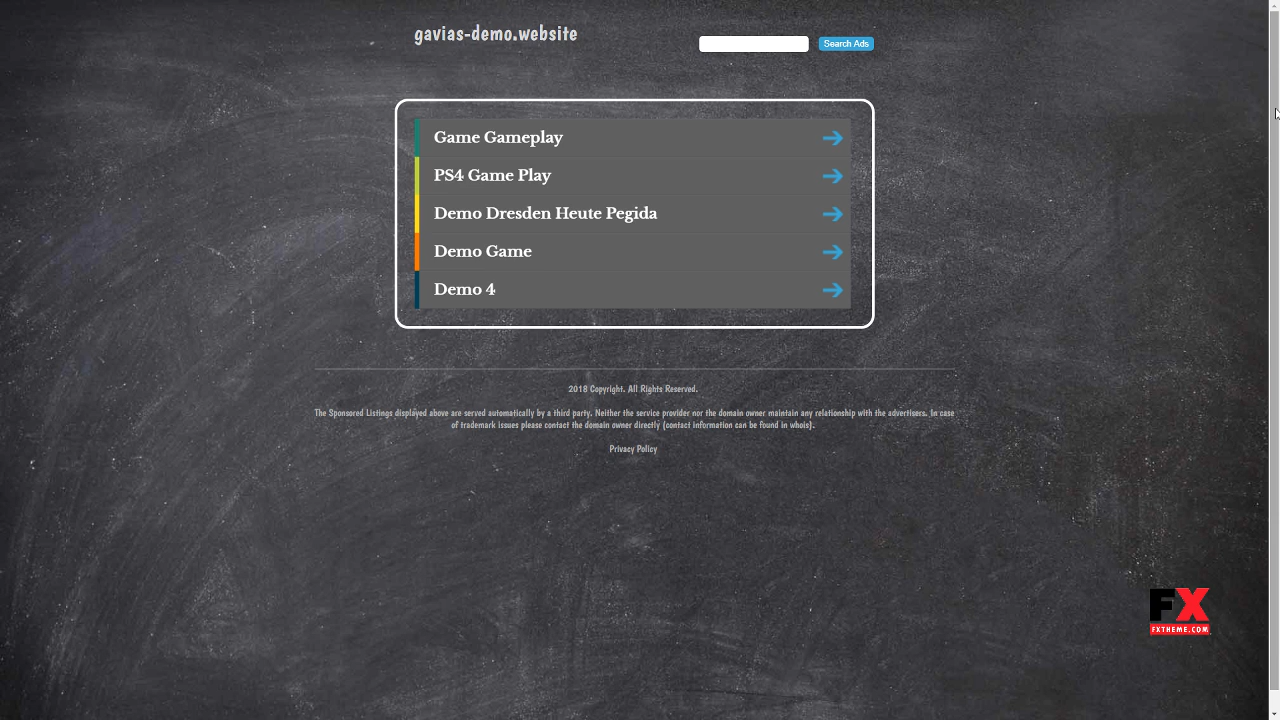 gavias-demo.website
Search Ads
Game Gameplay
PS4 Game Play
Demo Dresden Heute Pegida
Demo Game
Demo 4
2018 Copyright. All Rights Reserved.
The Sponsored Listings displayed above are served automatically by a third party. Neither the service provider nor the domain owner maintain any relationship with the advertisers. In case
of trademark issues please contact the domain owner directly (contact information can be found in whois).
Privacy Policy
FX
FXTHEME.COM